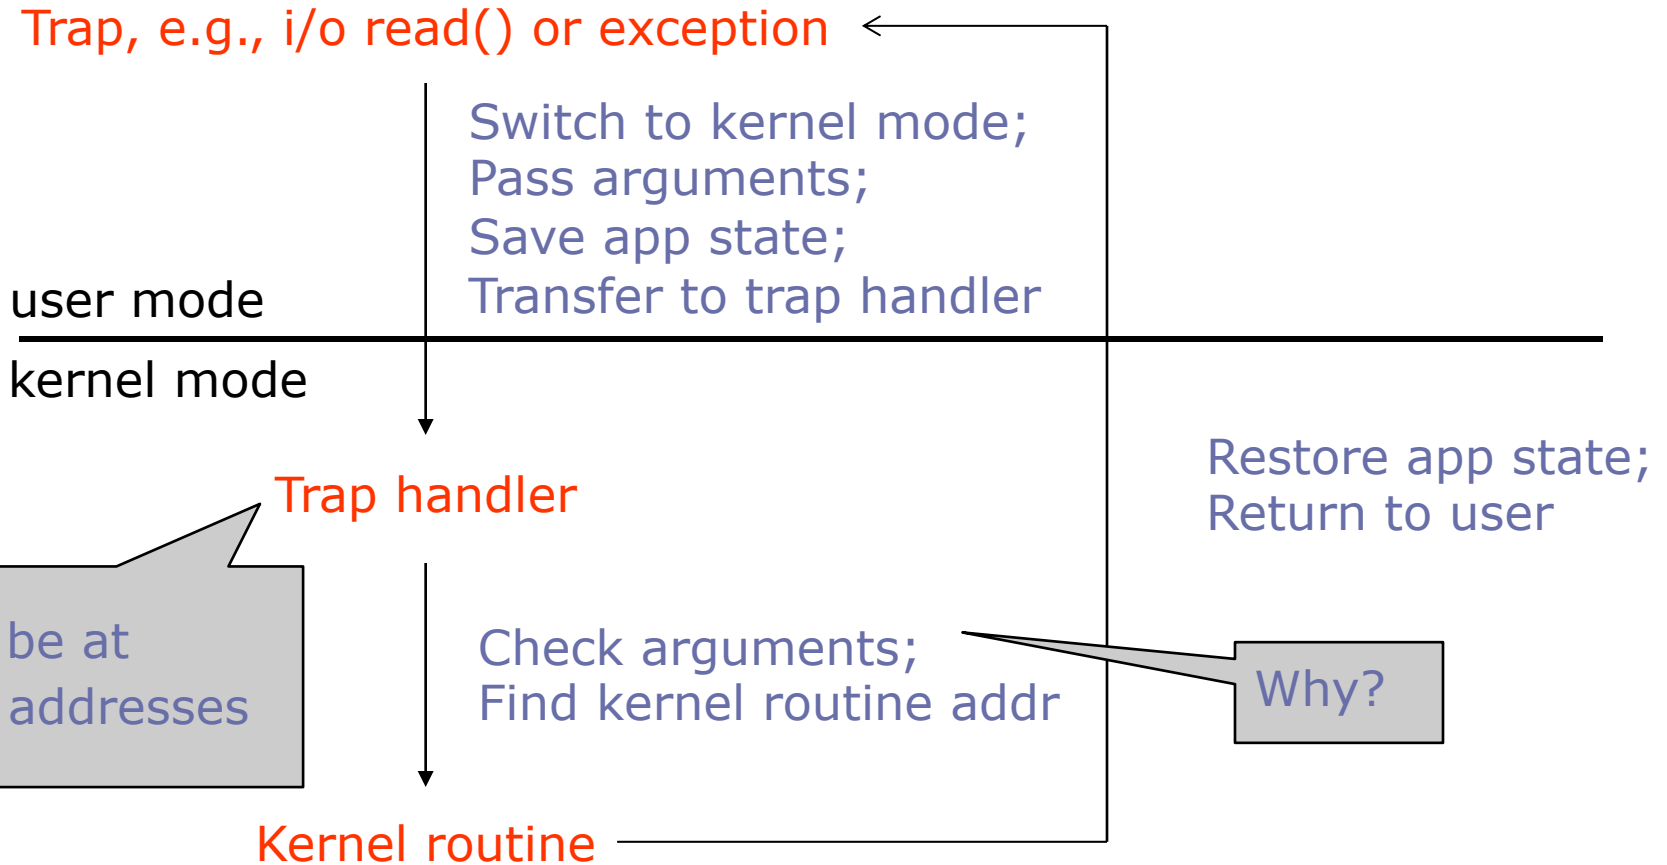 Trap, e.g., i/o read() or exception
Switch to kernel mode;
Pass arguments;
Save app state;
Transfer to trap handler
user mode
kernel mode
Restore app state;
Return to user
Trap handler
be at
addresses
Check arguments;
Find kernel routine addr
Why?
Kernel routine